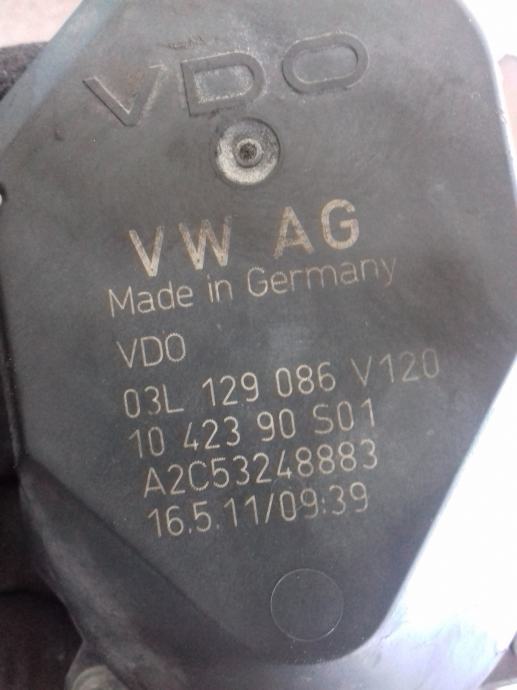 VDO
VW AG
Made in Germany
VDO
03L 129 086 V120
10 423 90 S01
A2C53248883
16.5.11/09:39